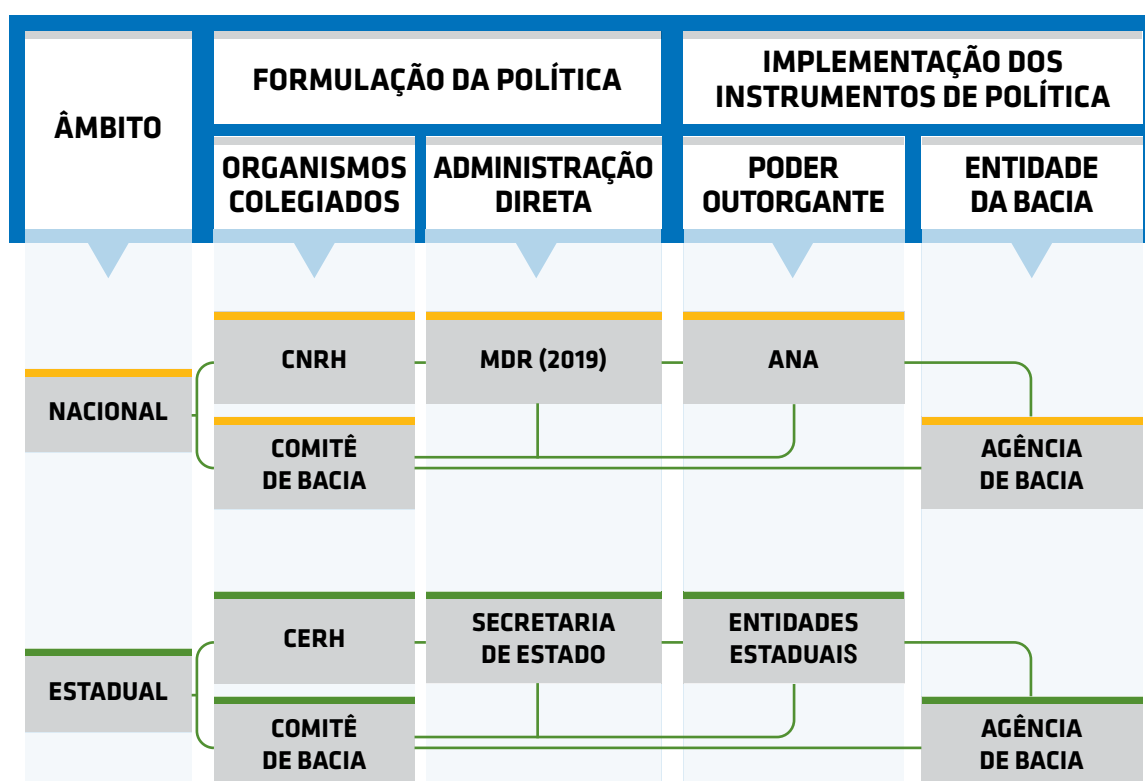 ÂMBITO
FORMULAÇÃO DA POLÍTICA
IMPLEMENTAÇÃO DOS
INSTRUMENTOS DE POLÍTICA
ORGANISMOS
COLEGIADOS
ADMINISTRAÇÃO
DIRETA
PODER
OUTORGANTE
ENTIDADE
DA BACIA
NACIONAL
CNRH
MDR (2019)
ANA
COMITÊ
DE BACIA
AGÊNCIA
DE BACIA
ESTADUAL
CERH
SECRETARIA
DE ESTADO
ENTIDADES
ESTADUAIS
COMITÊ
DE BACIA
AGÊNCIA
DE BACIA